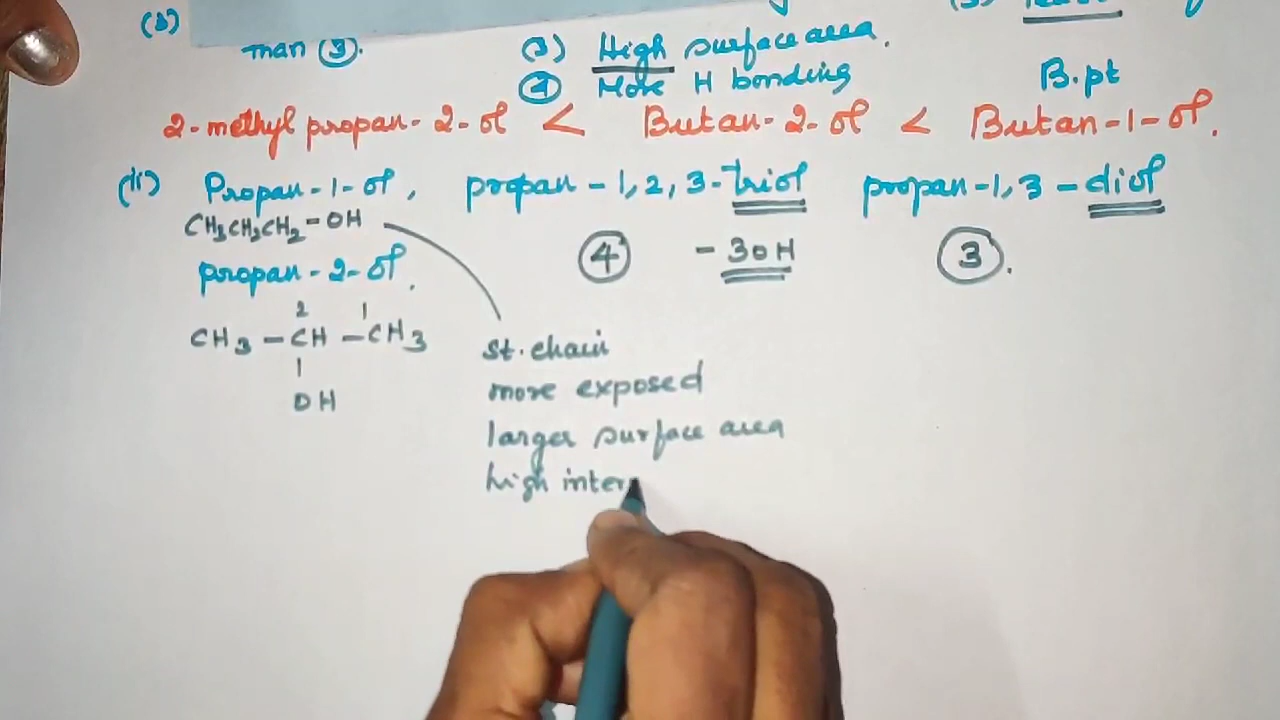 (3)
than (3).
(3) High surface area.
(4) More H bonding
B.pt
2-methyl propan-2-ol < Butan-2-ol < Butan-1-ol.
(ii) Propan-1-ol, propan-1,2,3-triol propan-1,3-diol
CH3CH2CH2-OH
(4) -3OH (3).
propan-2-ol.
2 1
CH3-CH-CH3
OH
st.chain
more exposed
larger surface area
high inter